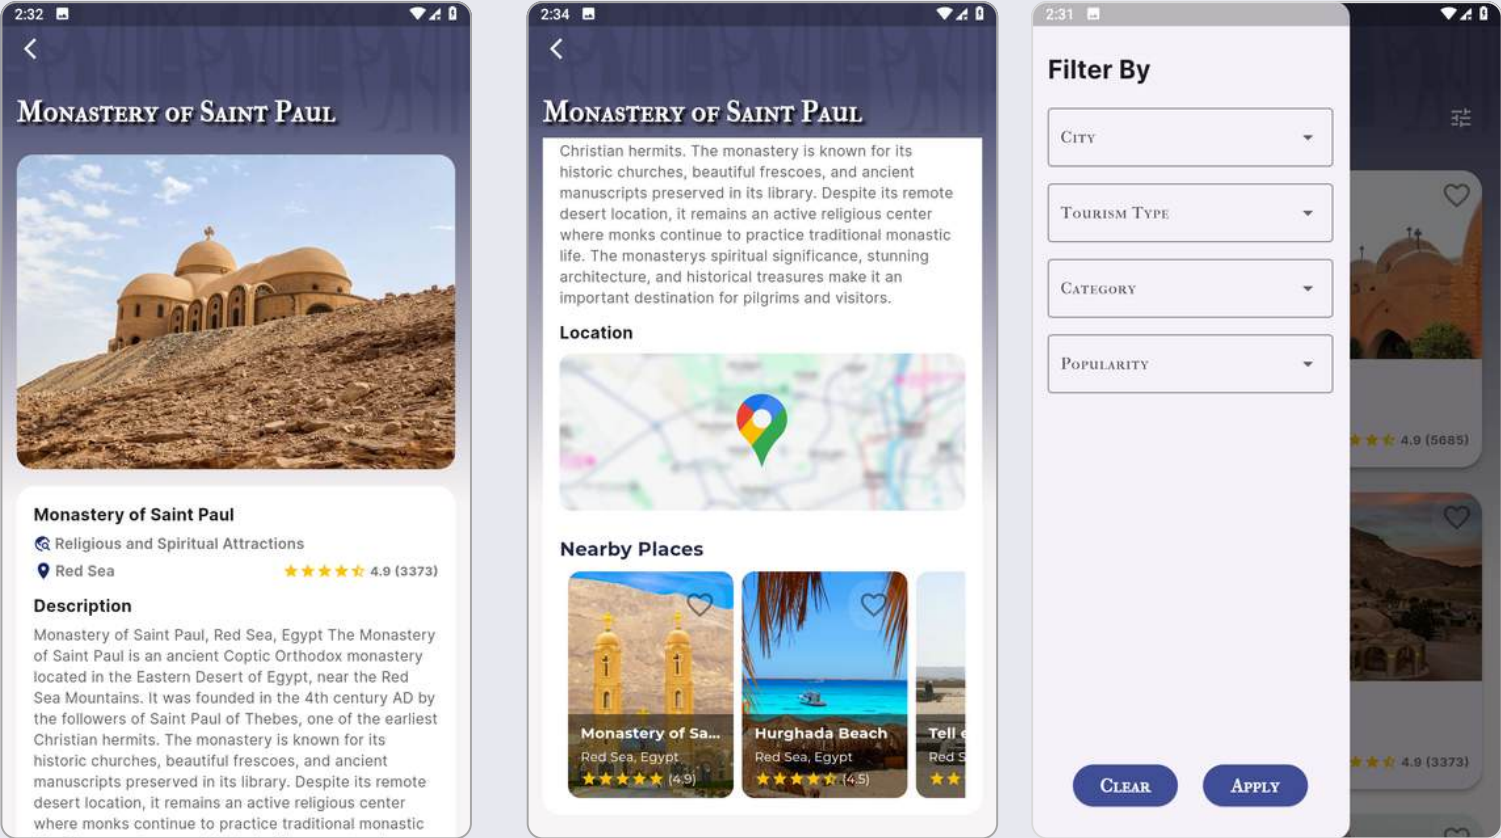 2:32
Monastery of Saint Paul
Monastery of Saint Paul
Religious and Spiritual Attractions
Red Sea
4.9 (3373)
Description
Monastery of Saint Paul, Red Sea, Egypt The Monastery
of Saint Paul is an ancient Coptic Orthodox monastery
located in the Eastern Desert of Egypt, near the Red
Sea Mountains. It was founded in the 4th century AD by
the followers of Saint Paul of Thebes, one of the earliest
Christian hermits. The monastery is known for its
historic churches, beautiful frescoes, and ancient
manuscripts preserved in its library. Despite its remote
desert location, it remains an active religious center
where monks continue to practice traditional monastic
2:34
Monastery of Saint Paul
Christian hermits. The monastery is known for its
historic churches, beautiful frescoes, and ancient
manuscripts preserved in its library. Despite its remote
desert location, it remains an active religious center
where monks continue to practice traditional monastic
life. The monasterys spiritual significance, stunning
architecture, and historical treasures make it an
important destination for pilgrims and visitors.
Location
Nearby Places
Monastery of Sa...
Red Sea, Egypt
(4.9)
Hurghada Beach
Red Sea, Egypt
(4.5)
Tell
Red S
2:31
Filter By
City
Tourism Type
Category
Popularity
Clear
Apply
4.9 (5685)
4.9 (3373)